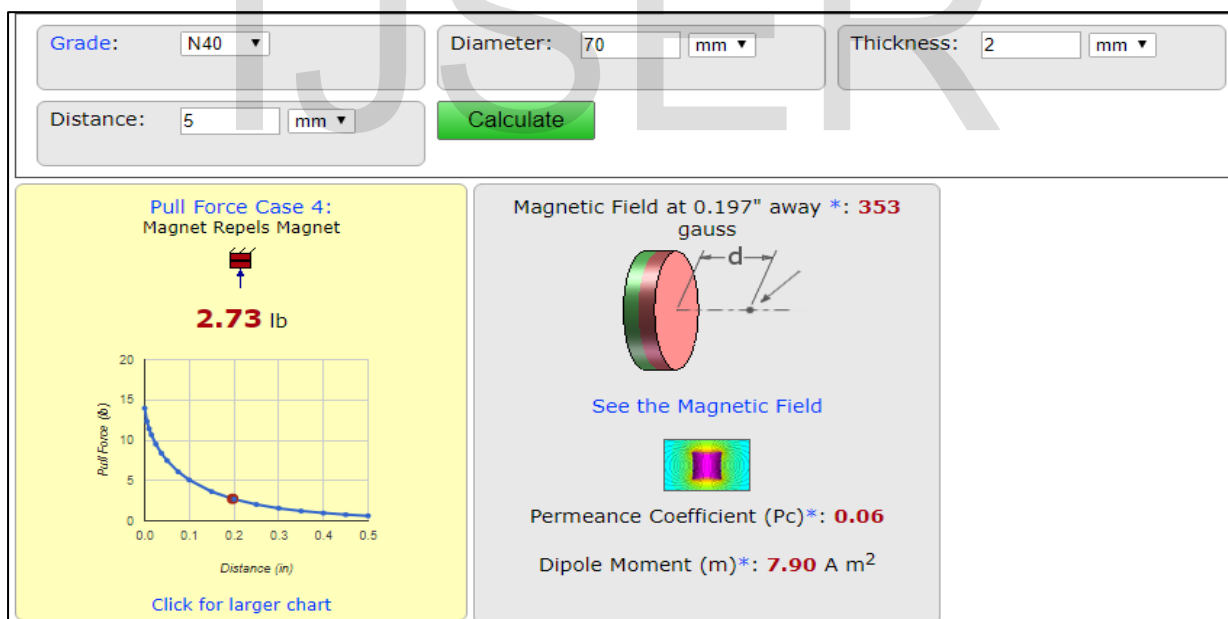 IJSER
Grade: N40 Diameter: 70 mm Thickness: 2 mm
Distance: 5 mm Calculate
Pull Force Case 4:
Magnet Repels Magnet
2.73 lb
20
15
10
5
0
Pull Force (lb)
0.0 0.1 0.2 0.3 0.4 0.5
Distance (in)
Click for larger chart
Magnetic Field at 0.197" away *: 353
gauss
d
See the Magnetic Field
Permeance Coefficient (Pc)*: 0.06
Dipole Moment (m)*: 7.90 A m²